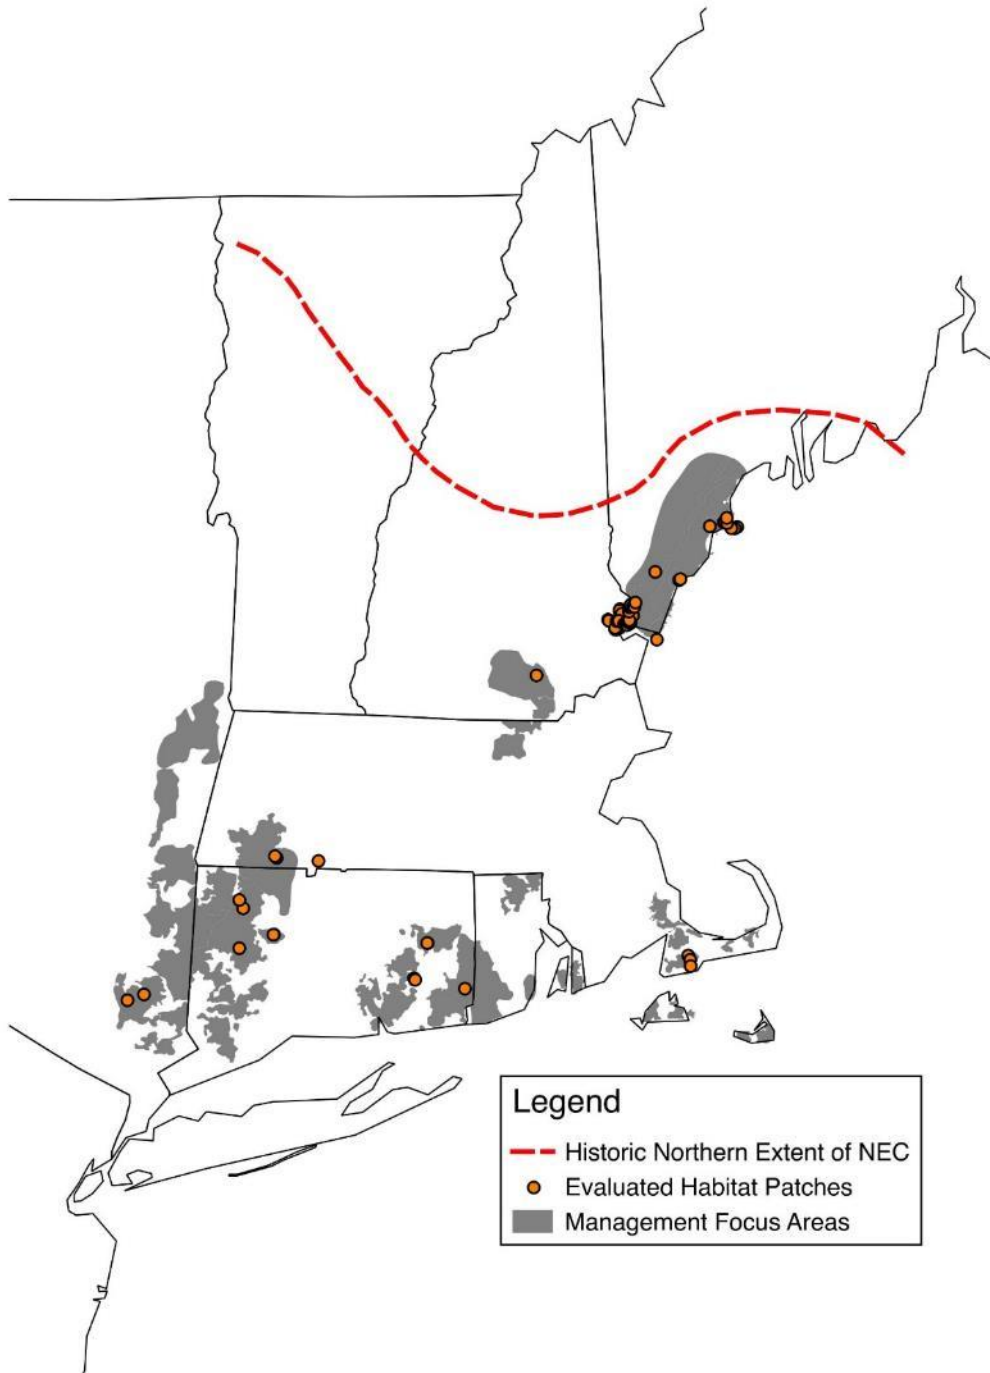 Legend
Historic Northern Extent of NEC
Evaluated Habitat Patches
Management Focus Areas